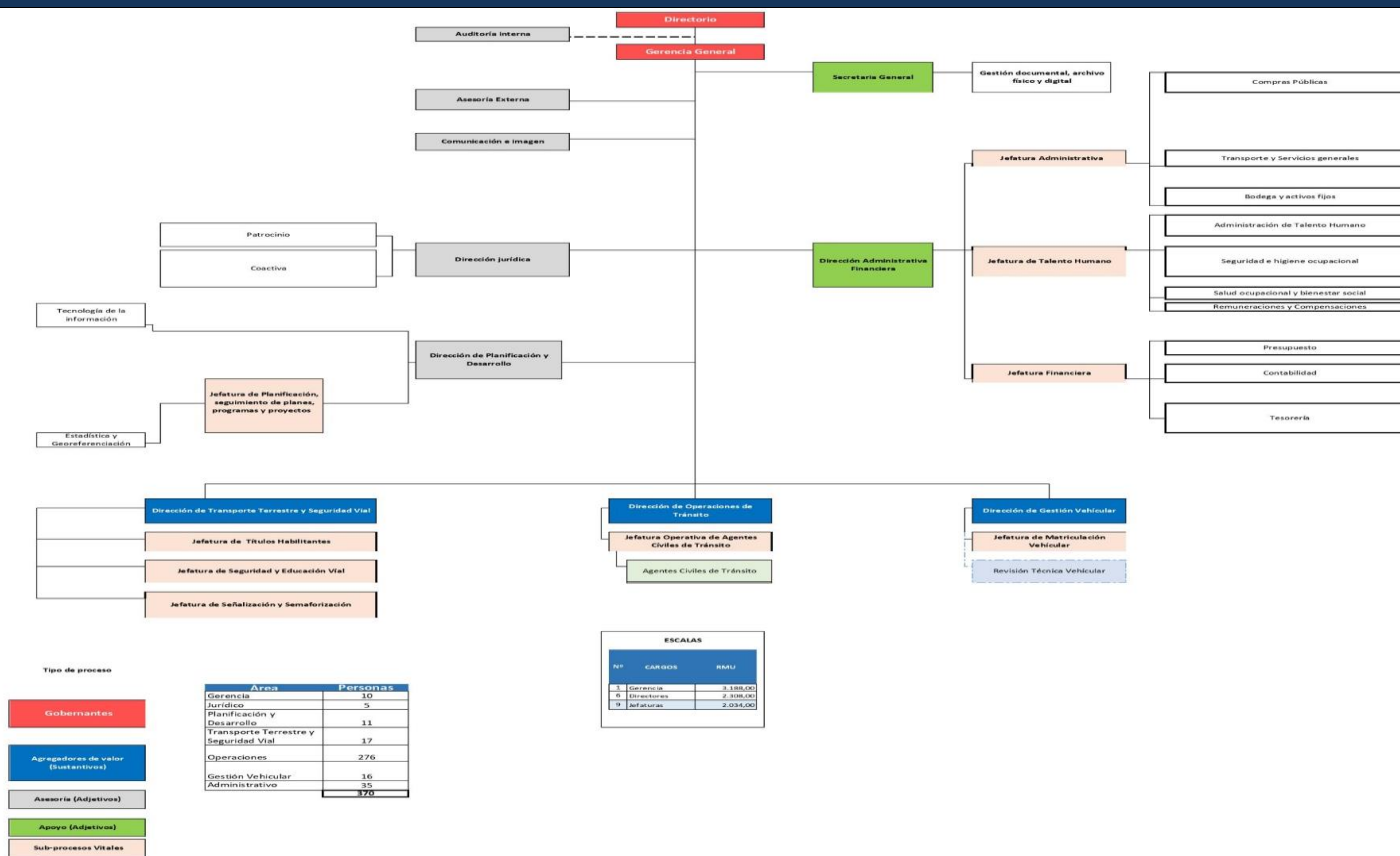 Directorio
Auditoría Interna
Gerencia General
Secretaria General
Gestión documental, archivo
físico y digital
Compras Públicas
Asesoría Externa
Comunicación e imagen
Jefatura Administrativa
Transporte y Servicios generales
Bodega y activos fijos
Patrocinio
Coactiva
Dirección jurídica
Dirección Administrativa
Financiera
Jefatura de Talento Humano
Administración de Talento Humano
Seguridad e higiene ocupacional
Salud ocupacional y bienestar social
Remuneraciones y Compensaciones
Tecnología de la
información
Dirección de Planificación y
Desarrollo
Jefatura de Planificación,
seguimiento de planes,
programas y proyectos
Estadística y
Georeferenciación
Jefatura Financiera
Presupuesto
Contabilidad
Tesorería
Dirección de Transporte Terrestre y Seguridad Vial
Jefatura de Títulos Habilitantes
Jefatura de Seguridad y Educación Vial
Jefatura de Señalización y Semaforización
Dirección de Operaciones de
Tránsito
Jefatura Operativa de Agentes
Civiles de Tránsito
Agentes Civiles de Tránsito
Dirección de Gestión Vehicular
Jefatura de Matriculación
Vehicular
Revisión Técnica Vehicular
ESCALAS
Nº CARGOS RMU
1 Gerencia 3.188,00
6 Directores 2.308,00
9 Jefaturas 2.034,00
Tipo de proceso
Gobernantes
Agregadores de valor
(Sustantivos)
Asesoría (Adjetivos)
Apoyo (Adjetivos)
Sub-procesos Vitales
Área Personas
Gerencia 10
Jurídico 5
Planificación y
Desarrollo 11
Transporte Terrestre y
Seguridad Vial 17
Operaciones 276
Gestión Vehicular 16
Administrativo 35
370